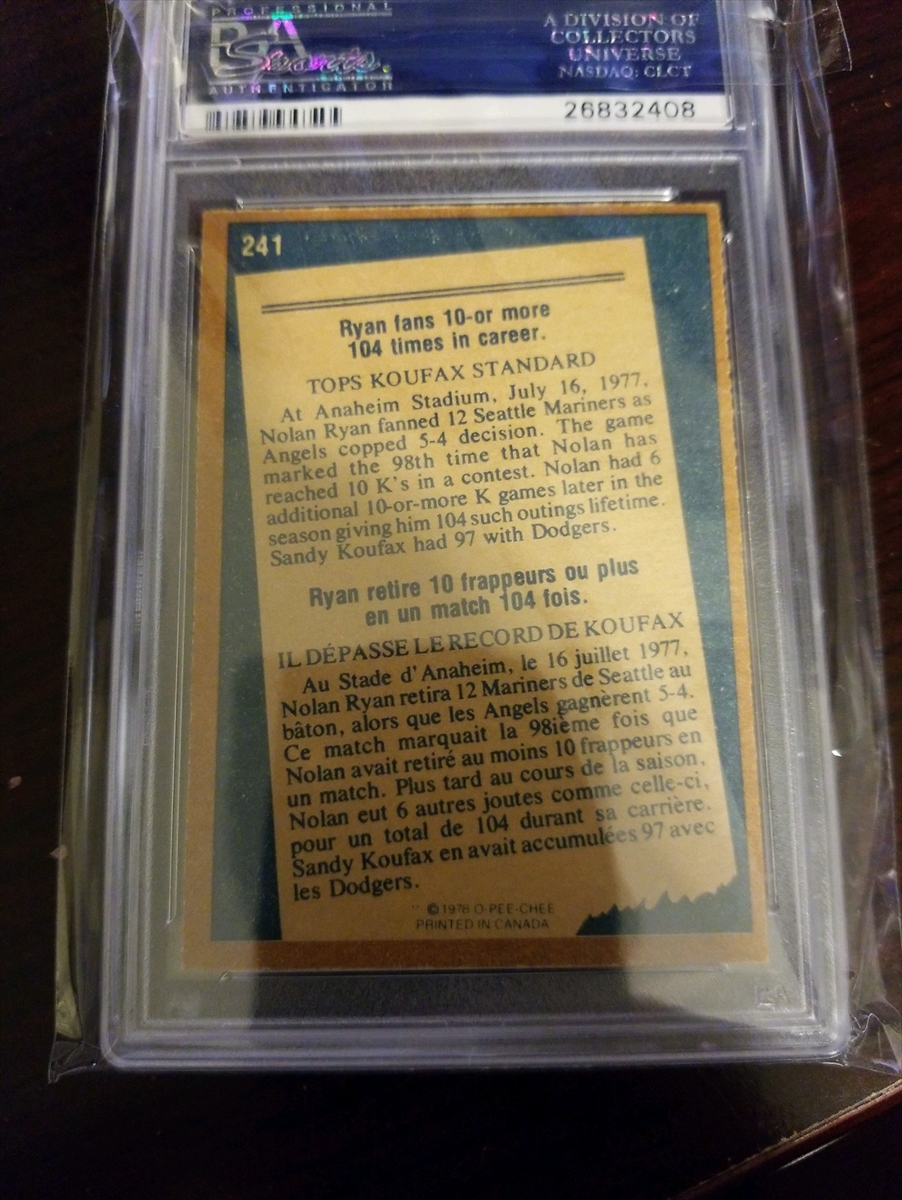 PROFESSIONAL
PSA
Sports
AUTHENTICATOR
A DIVISION OF
COLLECTORS
UNIVERSE
NASDAQ: CLCT
26832408
241
Ryan fans 10-or more
104 times in career.
TOPS KOUFAX STANDARD
At Anaheim Stadium, July 16, 1977,
Nolan Ryan fanned 12 Seattle Mariners as
Angels copped 5-4 decision. The game
marked the 98th time that Nolan has
reached 10 K's in a contest. Nolan had 6
additional 10-or-more K games later in the
season giving him 104 such outings lifetime.
Sandy Koufax had 97 with Dodgers.
Ryan retire 10 frappeurs ou plus
en un match 104 fois.
IL DÉPASSE LE RECORD DE KOUFAX
Au Stade d'Anaheim, le 16 juillet 1977,
Nolan Ryan retira 12 Mariners de Seattle au
bâton, alors que les Angels gagnèrent 5-4.
Ce match marquait la 98ième fois que
Nolan avait retiré au moins 10 frappeurs en
un match. Plus tard au cours de la saison,
Nolan eut 6 autres joutes comme celle-ci,
pour un total de 104 durant sa carrière.
Sandy Koufax en avait accumulées 97 avec
les Dodgers.
©1978 O-PEE-CHEE
PRINTED IN CANADA